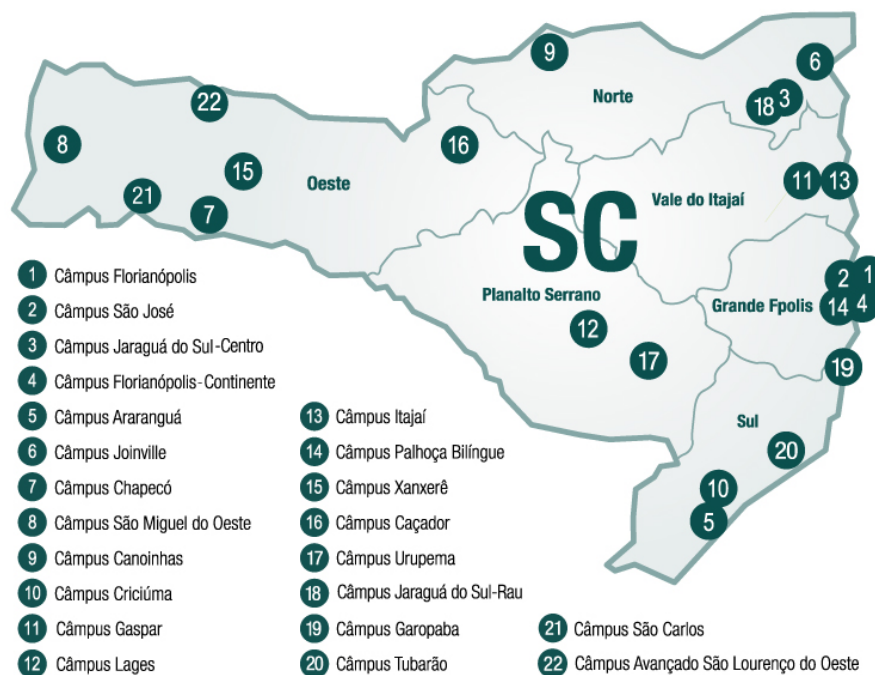 9
6
Norte
18
3
22
8
16
15
Oeste
21
7
11
13
Vale do Itajaí
SC
Planalto Serrano
2
1
Grande Fpolis
14
4
12
17
19
Sul
20
10
5
1 Câmpus Florianópolis
2 Câmpus São José
3 Câmpus Jaraguá do Sul-Centro
4 Câmpus Florianópolis-Continente
5 Câmpus Araranguá
6 Câmpus Joinville
7 Câmpus Chapecó
8 Câmpus São Miguel do Oeste
9 Câmpus Canoinhas
10 Câmpus Criciúma
11 Câmpus Gaspar
12 Câmpus Lages
13 Câmpus Itajaí
14 Câmpus Palhoça Bilíngue
15 Câmpus Xanxerê
16 Câmpus Caçador
17 Câmpus Urupema
18 Câmpus Jaraguá do Sul-Rau
19 Câmpus Garopaba
20 Câmpus Tubarão
21 Câmpus São Carlos
22 Câmpus Avançado São Lourenço do Oeste